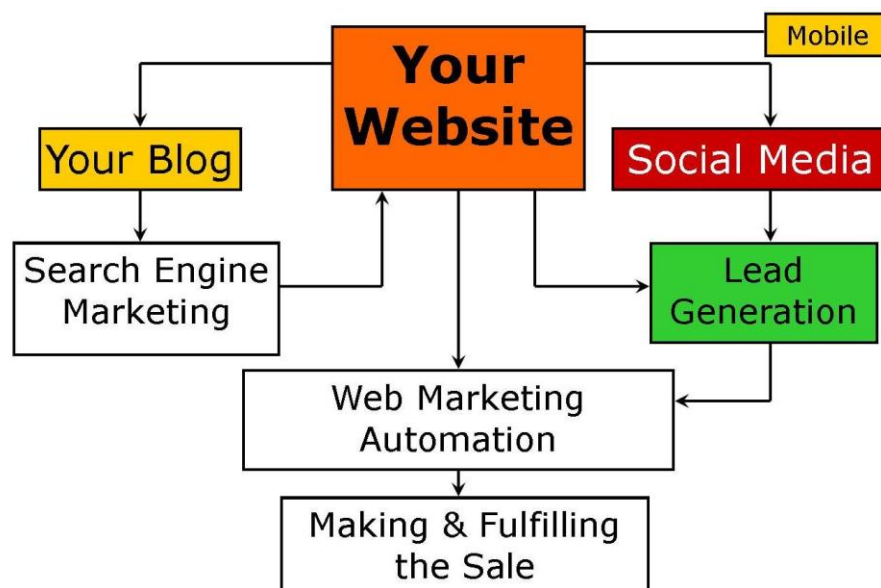 Mobile
Your
Website
Your Blog
Social Media
Search Engine
Marketing
Lead
Generation
Web Marketing
Automation
Making & Fulfilling
the Sale